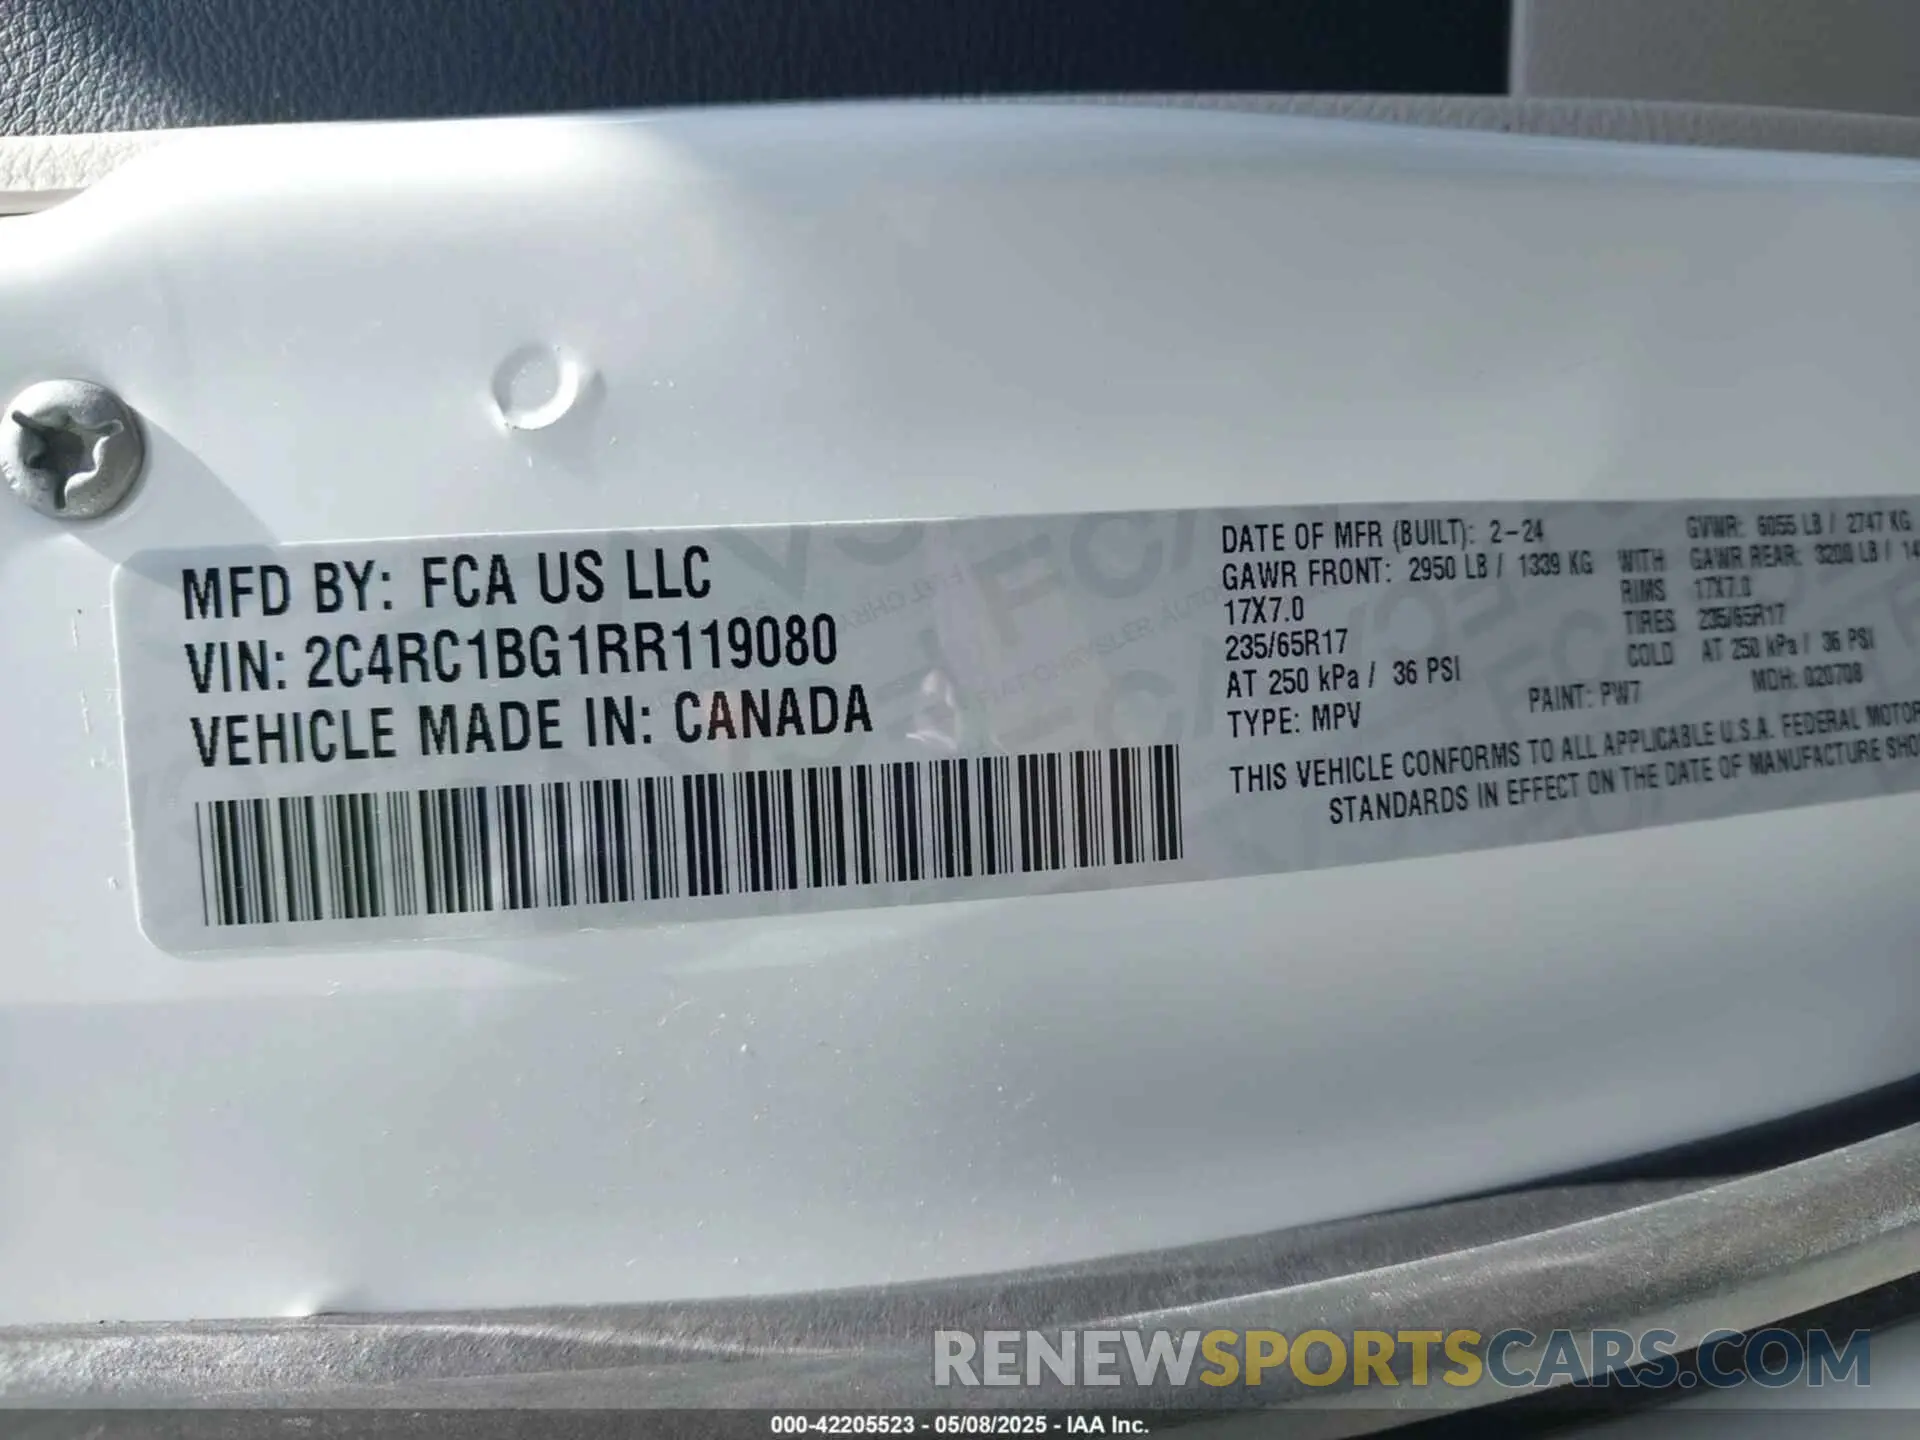 MFD BY: FCA US LLC
VIN: 2C4RC1BG1RR119080
VEHICLE MADE IN: CANADA
DATE OF MFR (BUILT): 2-24 GVWR: 6055 LB / 2747 KG
GAWR FRONT: 2950 LB / 1339 KG WITH GAWR REAR: 3200 LB / 14
17X7.0 RIMS 17X7.0
235/65R17 TIRES 235/65R17
AT 250 kPa / 36 PSI COLD AT 250 kPa / 36 PSI
TYPE: MPV PAINT: PW7 MDH: 020708
THIS VEHICLE CONFORMS TO ALL APPLICABLE U.S.A. FEDERAL MOTOR
STANDARDS IN EFFECT ON THE DATE OF MANUFACTURE SHO
RENEWSPORTSCARS.COM
000-42205523 - 05/08/2025 - IAA Inc.